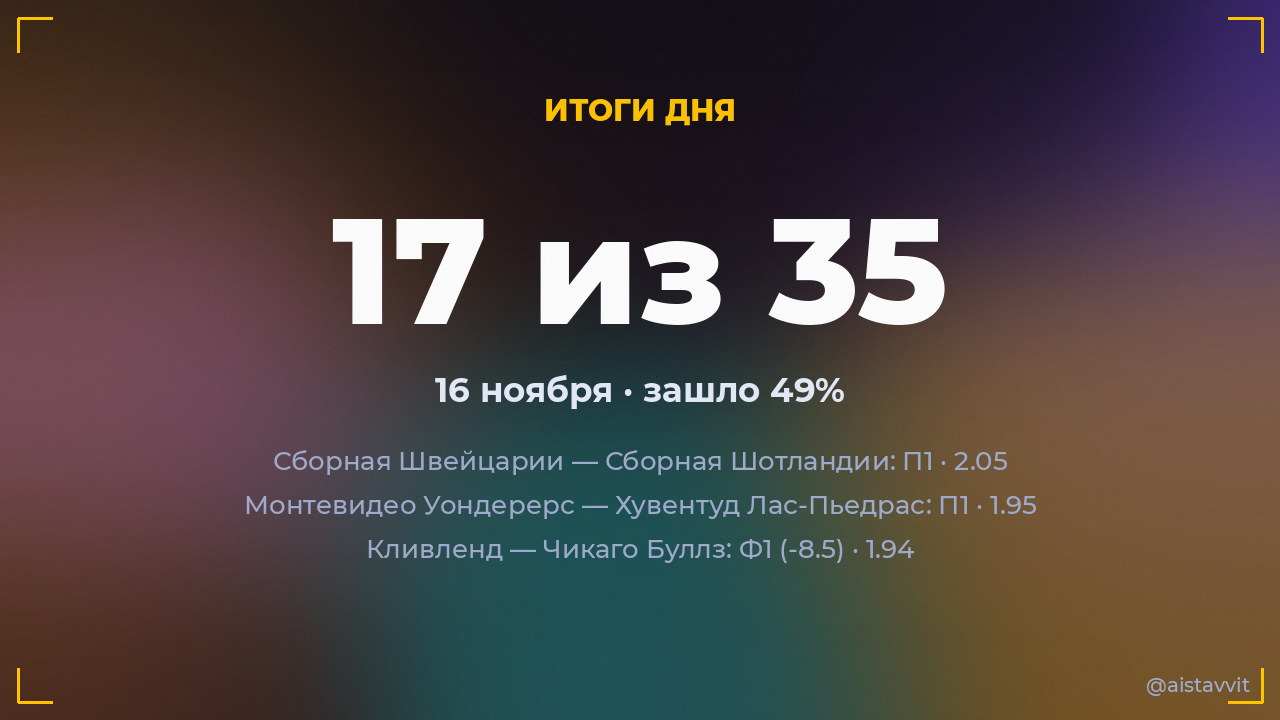 ИТОГИ ДНЯ
17 из 35
16 ноября · зашло 49%
Сборная Швейцарии — Сборная Шотландии: П1 · 2.05
Монтевидео Уондерерс — Хувентуд Лас-Пьедрас: П1 · 1.95
Кливленд — Чикаго Буллз: Ф1 (-8.5) · 1.94
@aistavvit